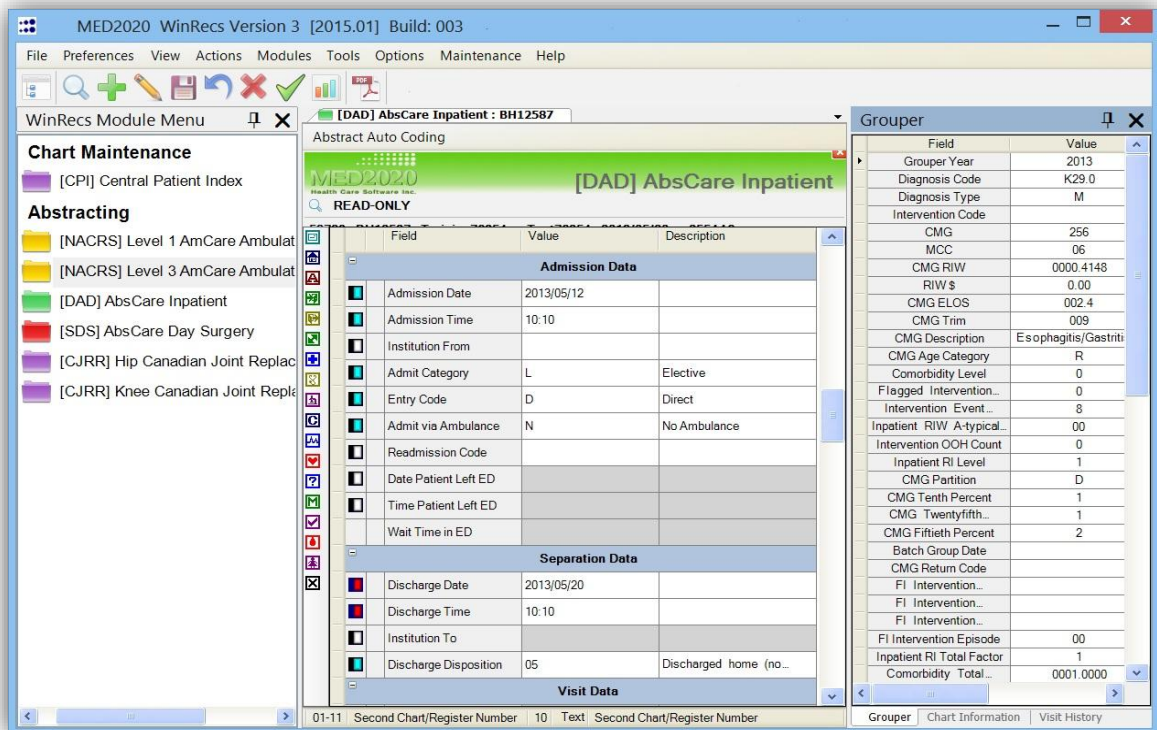 MED2020 WinRecs Version 3 [2015.01] Build: 003
File Preferences View Actions Modules Tools Options Maintenance Help
WinRecs Module Menu
Chart Maintenance
[CPI] Central Patient Index
Abstracting
[NACRS] Level 1 AmCare Ambulat
[NACRS] Level 3 AmCare Ambulat
[DAD] AbsCare Inpatient
[SDS] AbsCare Day Surgery
[CJRR] Hip Canadian Joint Replac
[CJRR] Knee Canadian Joint Repla
[DAD] AbsCare Inpatient : BH12587
Abstract Auto Coding
MED2020
Health Care Software Inc.
[DAD] AbsCare Inpatient
READ-ONLY
Field Value Description
Admission Data
Admission Date 2013/05/12
Admission Time 10:10
Institution From
Admit Category L Elective
Entry Code D Direct
Admit via Ambulance N No Ambulance
Readmission Code
Date Patient Left ED
Time Patient Left ED
Wait Time in ED
Separation Data
Discharge Date 2013/05/20
Discharge Time 10:10
Institution To
Discharge Disposition 05 Discharged home (no...
Visit Data
01-11 Second Chart/Register Number 10 Text Second Chart/Register Number
Grouper
Field Value
Grouper Year 2013
Diagnosis Code K29.0
Diagnosis Type M
Intervention Code
CMG 256
MCC 06
CMG RIW 0000.4148
RIW $ 0.00
CMG ELOS 002.4
CMG Trim 009
CMG Description Esophagitis/Gastriti
CMG Age Category R
Comorbidity Level 0
Flagged Intervention... 0
Intervention Event... 8
Inpatient RIW A-typical... 00
Intervention OOH Count 0
Inpatient RI Level 1
CMG Partition D
CMG Tenth Percent 1
CMG Twentyfifth... 1
CMG Fiftieth Percent 2
Batch Group Date
CMG Return Code
FI Intervention...
FI Intervention...
FI Intervention...
FI Intervention Episode 00
Inpatient RI Total Factor 1
Comorbidity Total... 0001.0000
Grouper Chart Information Visit History